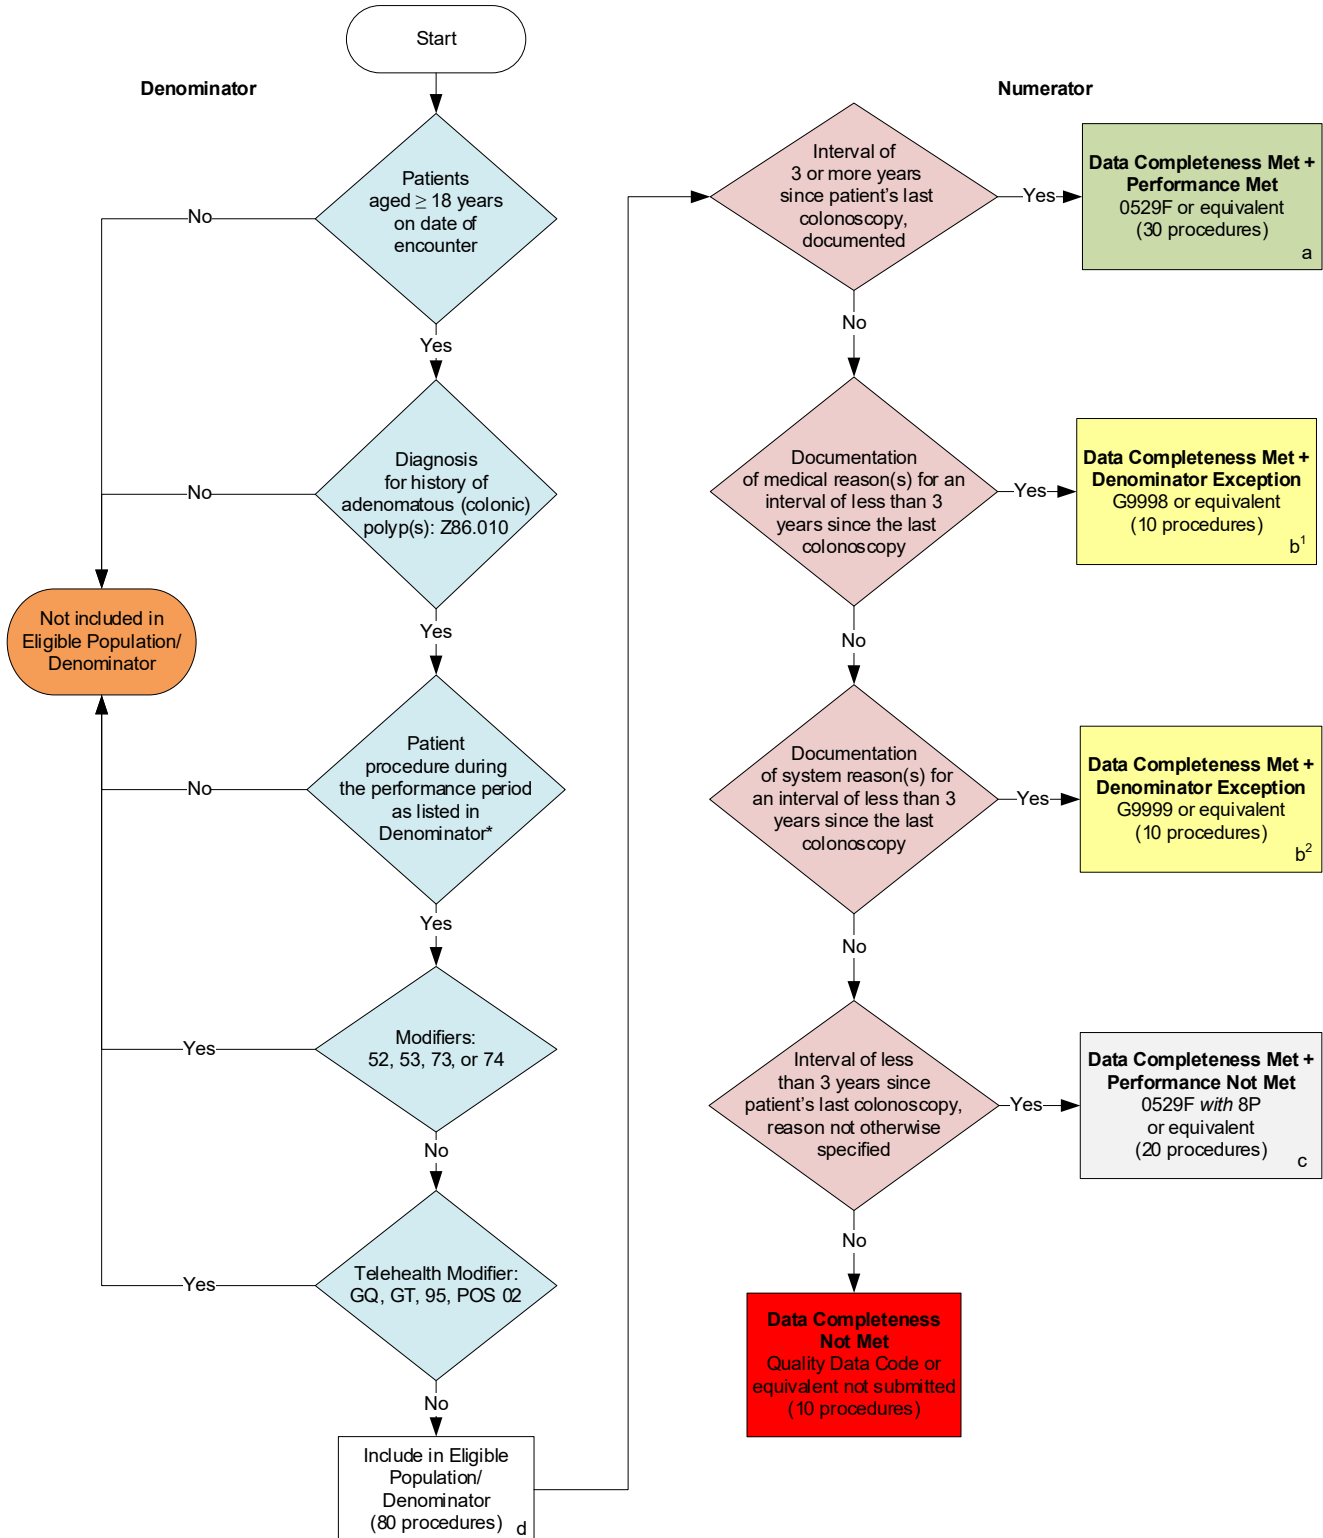 Start
Denominator
Patients
aged ≥ 18 years
on date of
encounter
No
Yes
Diagnosis
for history of
adenomatous (colonic)
polyp(s): Z86.010
No
Not included in
Eligible Population/
Denominator
Yes
Patient
procedure during
the performance period
as listed in
Denominator*
No
Yes
Modifiers:
52, 53, 73, or 74
Yes
No
Telehealth Modifier:
GQ, GT, 95, POS 02
Yes
No
Include in Eligible
Population/
Denominator
(80 procedures)
d
Numerator
Interval of
3 or more years
since patient's last
colonoscopy,
documented
Yes
Data Completeness Met +
Performance Met
0529F or equivalent
(30 procedures)
a
No
Documentation
of medical reason(s) for an
interval of less than 3
years since the last
colonoscopy
Yes
Data Completeness Met +
Denominator Exception
G9998 or equivalent
(10 procedures)
b¹
No
Documentation
of system reason(s) for
an interval of less than 3
years since the last
colonoscopy
Yes
Data Completeness Met +
Denominator Exception
G9999 or equivalent
(10 procedures)
b²
No
Interval of less
than 3 years since
patient's last colonoscopy,
reason not otherwise
specified
Yes
Data Completeness Met +
Performance Not Met
0529F with 8P
or equivalent
(20 procedures)
c
No
Data Completeness
Not Met
Quality Data Code or
equivalent not submitted
(10 procedures)